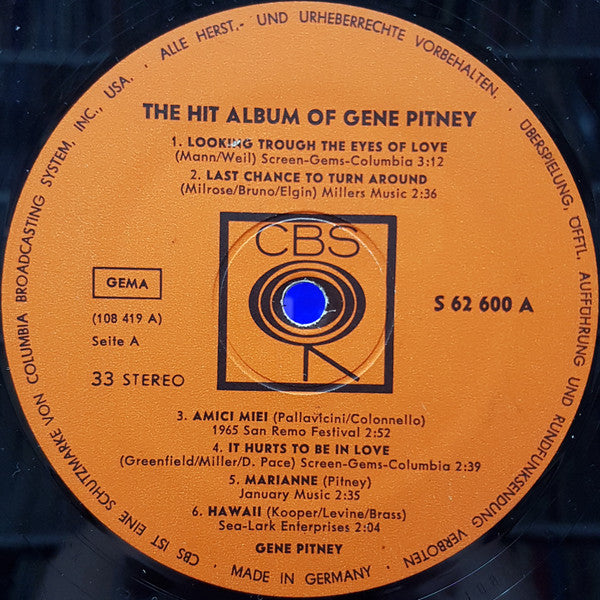 CBS IST EINE SCHUTZMARKE VON COLUMBIA BROADCASTING SYSTEM, INC., USA. · ALLE HERST.- UND URHEBERRECHTE VORBEHALTEN. · ÜBERSPIELUNG, ÖFFTL. AUFFÜHRUNG UND RUNDFUNKSENDUNG VERBOTEN · MADE IN GERMANY ·
THE HIT ALBUM OF GENE PITNEY
1. LOOKING TROUGH THE EYES OF LOVE
(Mann/Weil) Screen-Gems-Columbia 3:12
2. LAST CHANCE TO TURN AROUND
(Milrose/Bruno/Elgin) Millers Music 2:36
CBS
GEMA
S 62 600 A
(108 419 A)
Seite A
33 STEREO
3. AMICI MIEI (Pallavicini/Colonnello)
1965 San Remo Festival 2:52
4. IT HURTS TO BE IN LOVE
(Greenfield/Miller/D. Pace) Screen-Gems-Columbia 2:39
5. MARIANNE (Pitney)
January Music 2:35
6. HAWAII (Kooper/Levine/Brass)
Sea-Lark Enterprises 2:04
GENE PITNEY